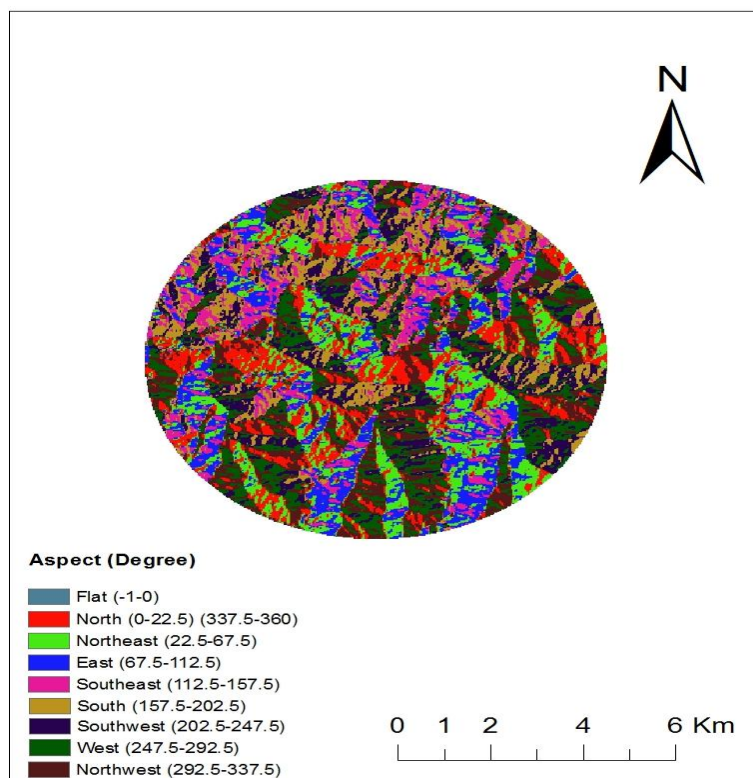 N
Aspect (Degree)
Flat (-1-0)
North (0-22.5) (337.5-360)
Northeast (22.5-67.5)
East (67.5-112.5)
Southeast (112.5-157.5)
South (157.5-202.5)
Southwest (202.5-247.5)
West (247.5-292.5)
Northwest (292.5-337.5)
0 1 2 4 6 Km